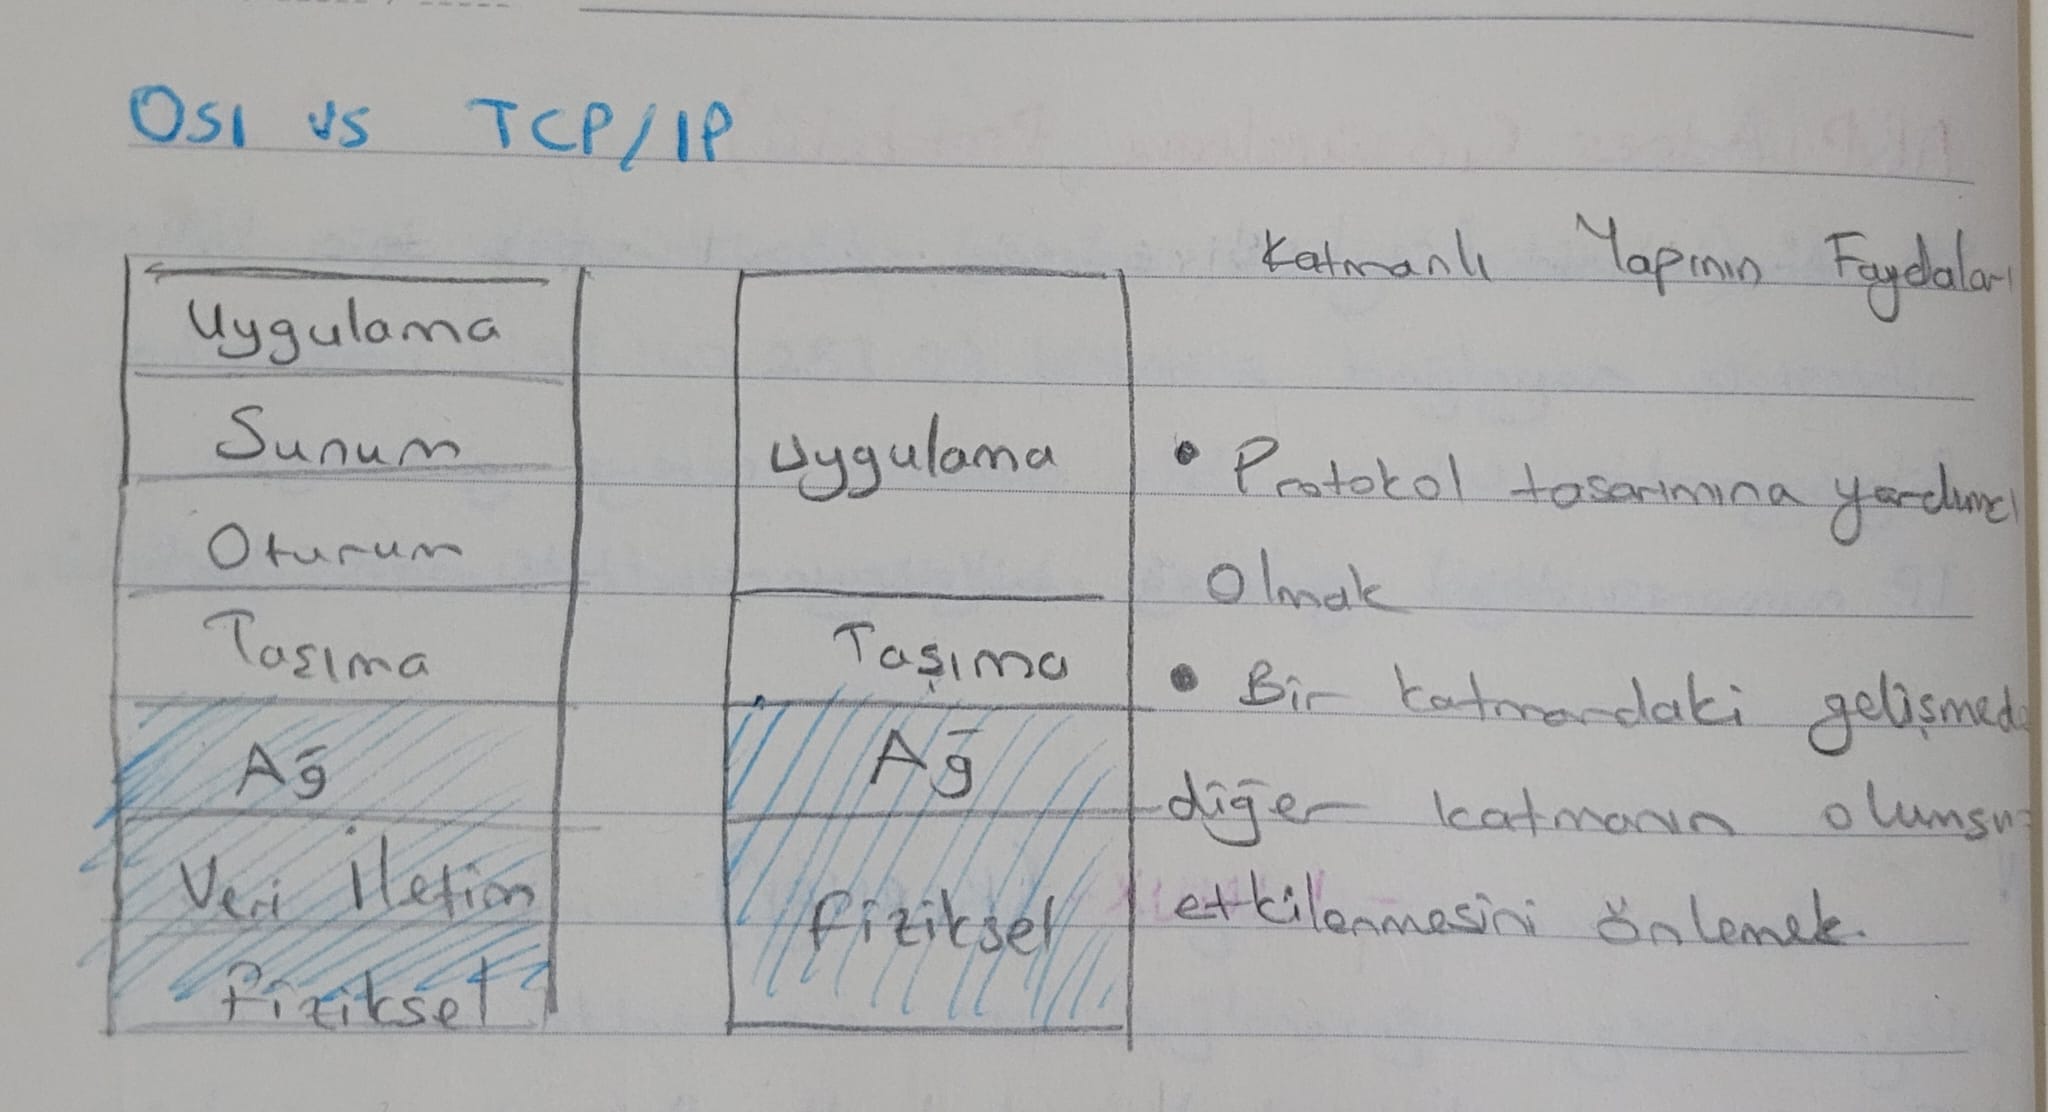 OSI vs TCP/IP
Uygulama
Sunum
Oturum
Taşıma
Ağ
Veri İletim
Fiziksel
Uygulama
Taşıma
Ağ
Fiziksel
Katmanlı Yapının Faydaları
• Protokol tasarımına yardımcı
Olmak
• Bir katmandaki gelişmede
diğer katmanın olumsuz
etkilenmesini önlemek.